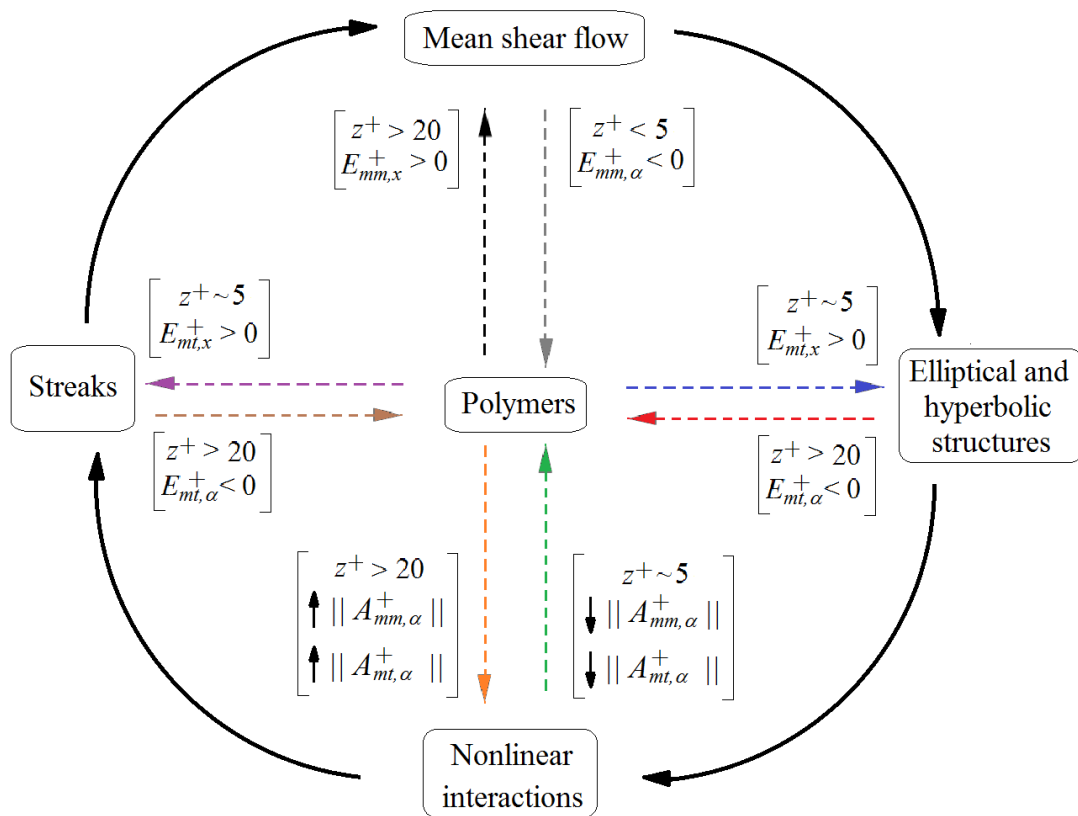 Mean shear flow
z⁺ > 20
E⁺mm,x > 0
z⁺ < 5
E⁺mm,α < 0
z⁺ ~ 5
E⁺mt,x > 0
z⁺ ~ 5
E⁺mt,x > 0
Streaks
Polymers
Elliptical and
hyperbolic
structures
z⁺ > 20
E⁺mt,α < 0
z⁺ > 20
E⁺mt,α < 0
z⁺ > 20
↑ || A⁺mm,α ||
↑ || A⁺mt,α ||
z⁺ ~ 5
↓ || A⁺mm,α ||
↓ || A⁺mt,α ||
Nonlinear
interactions